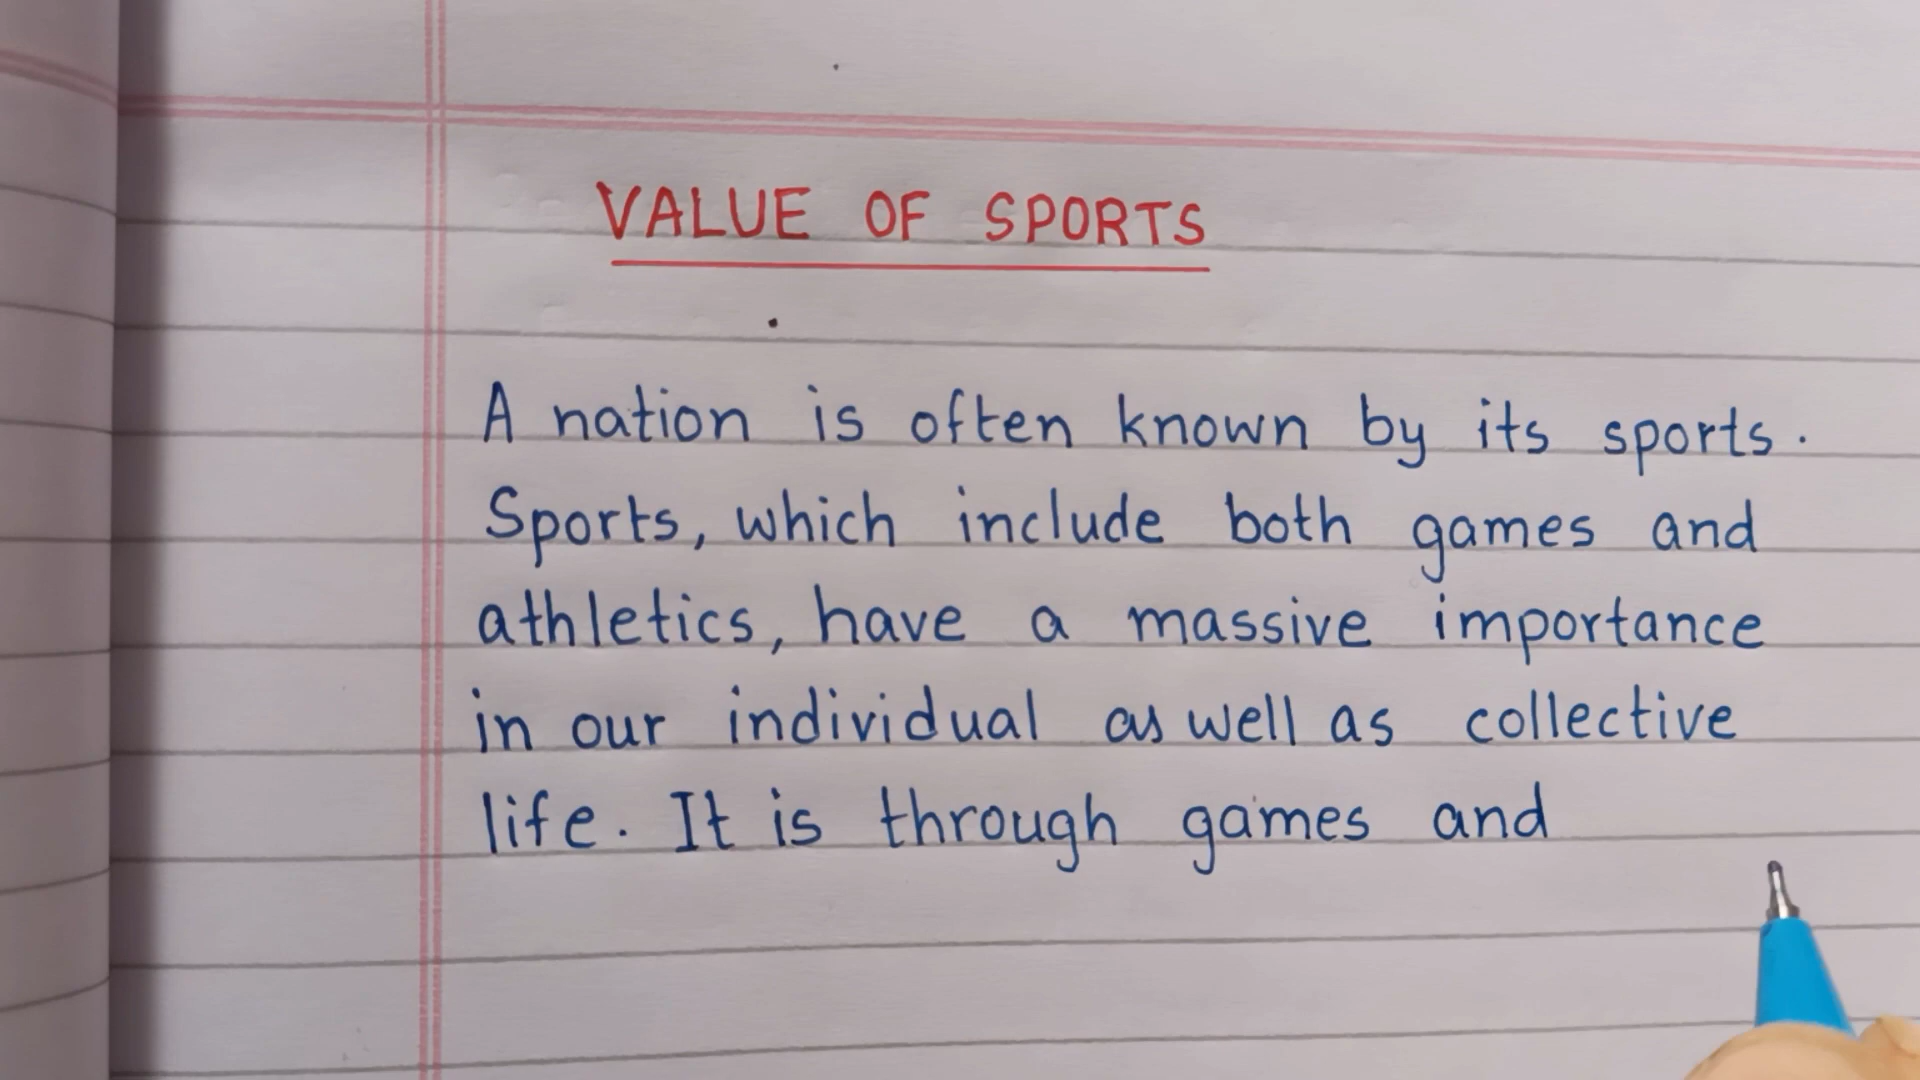 VALUE OF SPORTS
A nation is often known by its sports.
Sports, which include both games and
athletics, have a massive importance
in our individual as well as collective
life. It is through games and